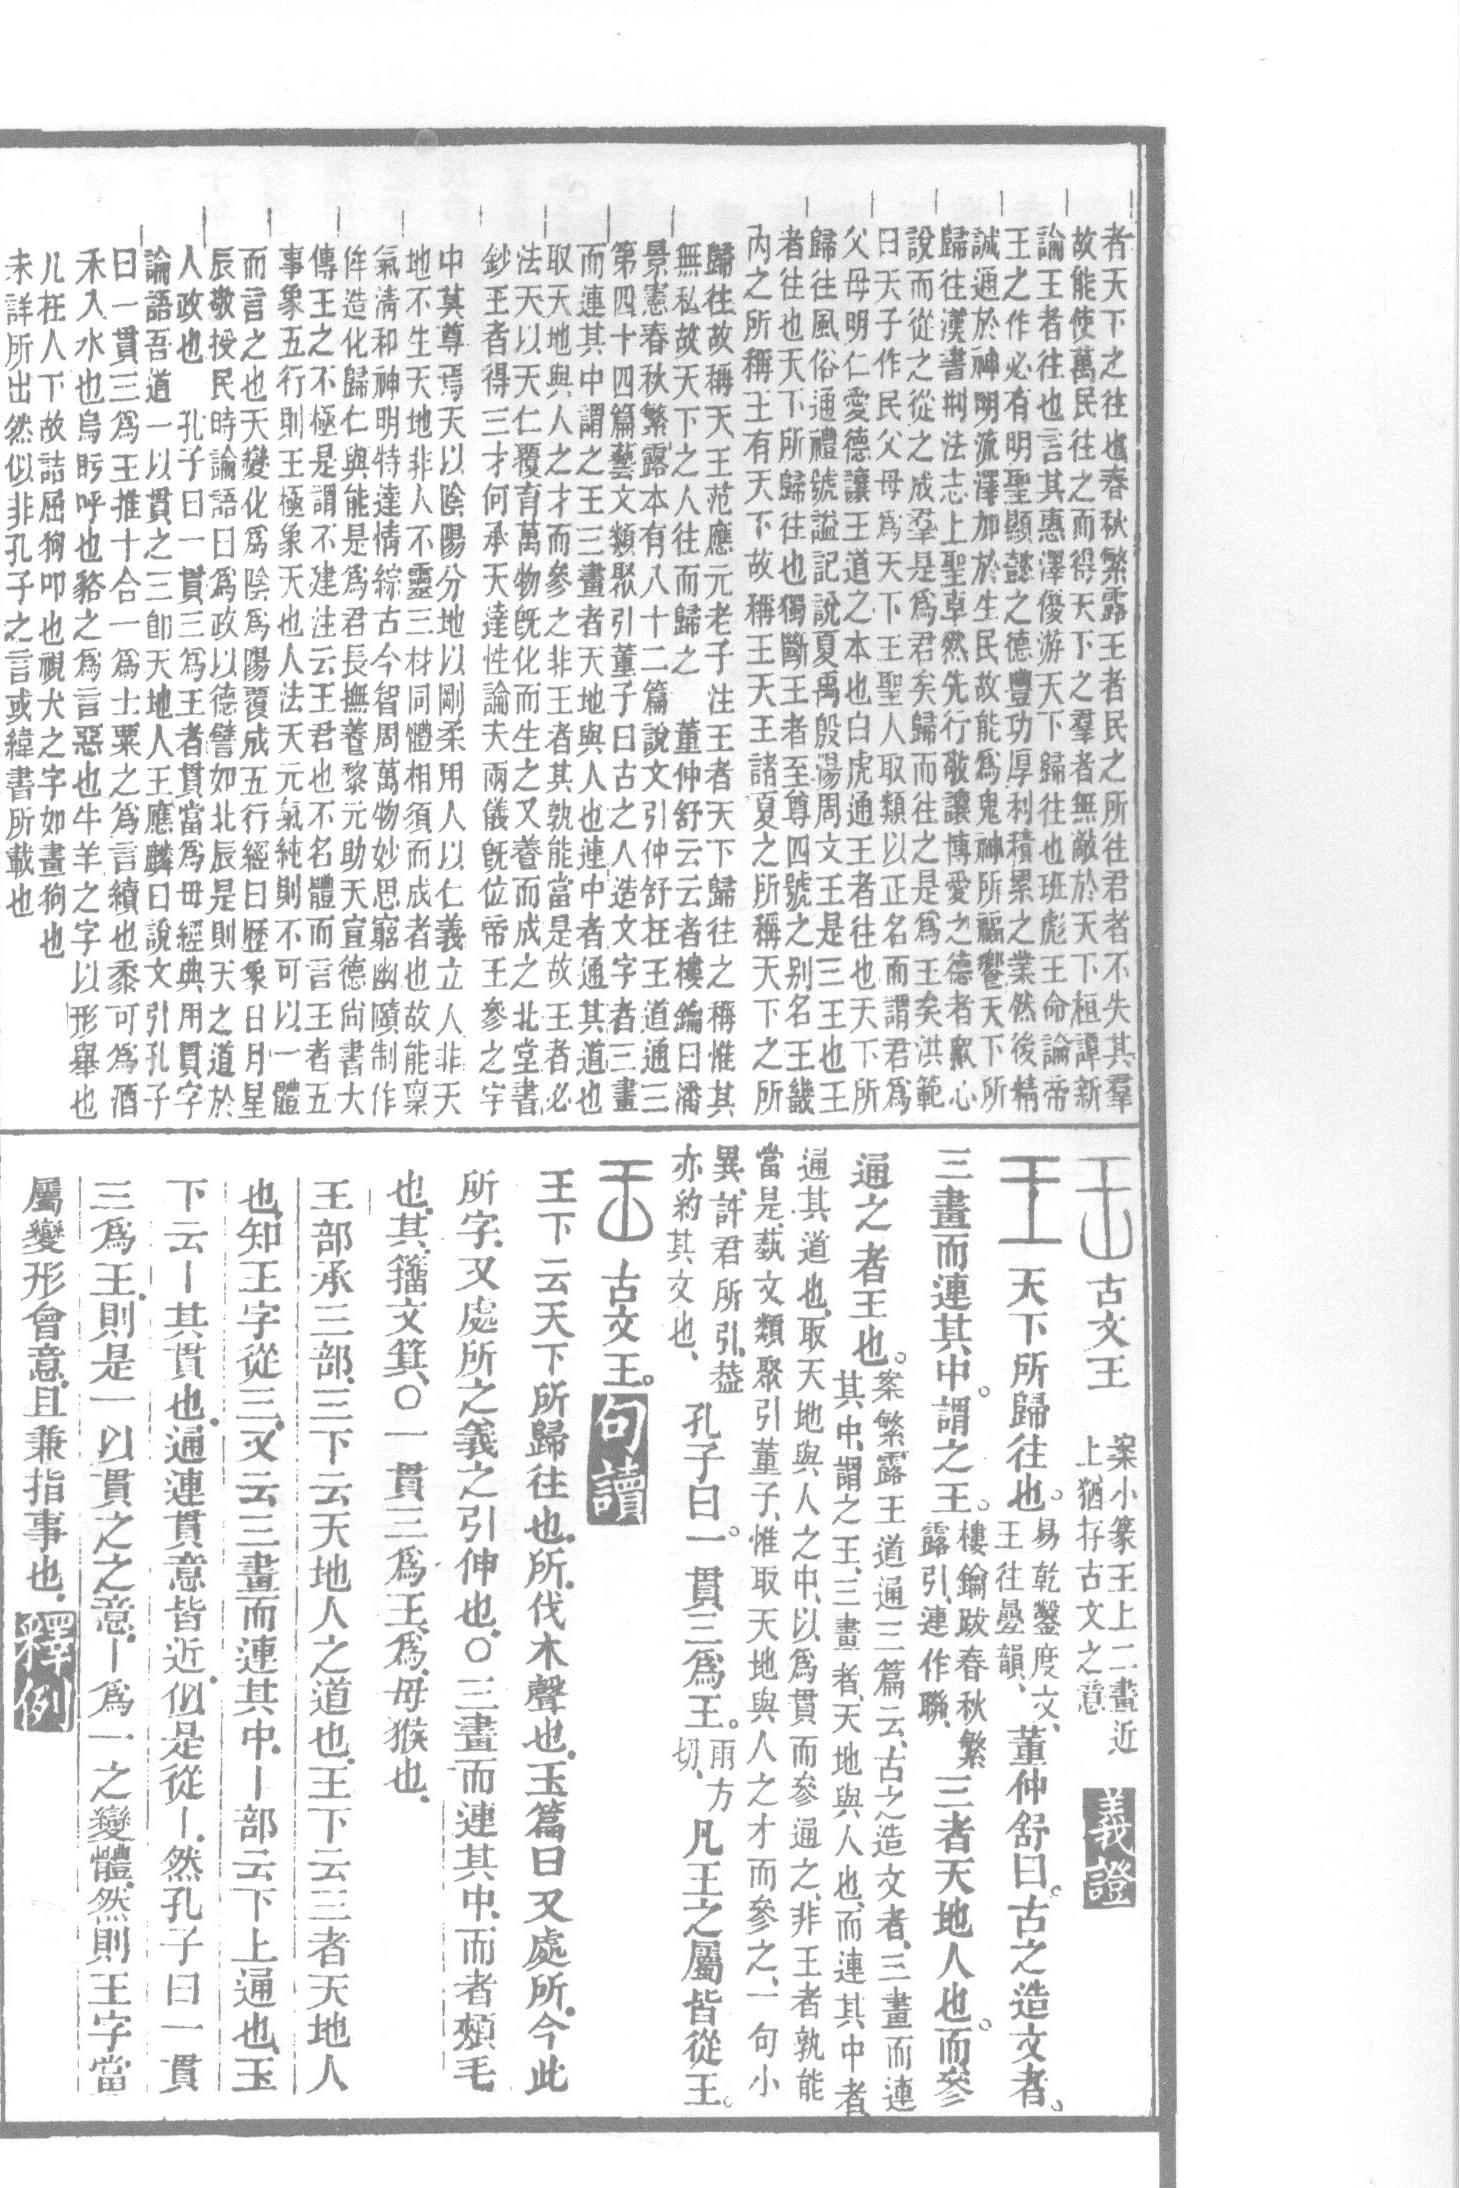 者天下之往也春秋繁露王者民之所往君者不失其羣
故能使萬民往之而得天下之羣者無敵於天下桓譚新
論王者往也言其惠澤優游天下歸往也班彪王命論帝
王之作必有明聖顯懿之德豐功厚利積累之業然後精
誠通於神明流澤加於生民故能爲鬼神所福饗天下所
歸往漢書刑法志上聖卓然先行敬讓博愛之德者衆心
說而從之從之成羣是爲君矣歸而往之是爲王矣洪範
曰天子作民父母爲天下王聖人取類以正名而謂君爲
父母明仁愛德讓王道之本也白虎通王者往也天下所
歸往風俗通禮號諡記說夏禹殷湯周文王是三王也王
者往也天下所歸往也獨斷王者至尊四號之別名王畿
內之所稱王有天下故稱王天王諸夏之所稱天下之所
歸往故稱天王范應元老子注王者天下歸往之稱惟其
無私故天下之人往而歸之　董仲舒云云者樓鑰曰潘
景憲春秋繁露本有八十二篇說文引仲舒在王道通三
第四十四篇藝文類聚引董子曰古之人造文字者三畫
而連其中謂之王三畫者天地與人也連中者通其道也
取天地與人之才而參之非王者其孰能當是故王者必
法天以天仁覆育萬物旣化而生之又養而成之北堂書
鈔王者得三才何承天達性論夫兩儀旣位帝王參之宇
中莫尊焉天以陰陽分地以剛柔用人以仁義立人非天
地不生天地非人不靈三材同體相須而成者也故能稟
氣淸和神明特達情綜古今智周萬物妙思窮幽賾制作
侔造化歸仁與能是爲君長撫養黎元助天宣德尙書大
傳王之不極是謂不建注云王君也不名體而言王者五
事象五行則王極象天也人法天元氣純則不可以一體
而言之也天變化爲陰爲陽覆成五行經曰歷象日月星
辰敬授民時論語曰爲政以德譬如北辰是則天之道於
人政也　孔子曰一貫三爲王者貫當爲毌經典用貫字
論語吾道一以貫之三卽天地人王應麟曰說文引孔子
曰一貫三爲王推十合一爲士粟之爲言續也黍可爲酒
禾入水也烏盱呼也貉之爲言惡也牛羊之字以形舉也
儿在人下故詰屈狗叩也視犬之字如畫狗也
未詳所出然似非孔子之言或緯書所載也
古文王　案小篆王上二畫近
上猶存古文之意　義證
王　天下所歸往也。易乾鑿度文、
王往曡韻、　董仲舒曰。古之造文者。
三畫而連其中。謂之王。樓鑰跋春秋繁
露引、連作聯、　三者天地人也。而參
通之者王也。案繁露王道通三篇云、古之造文者、三畫而連
其中、謂之王、三畫者、天地與人也、而連其中者、
通其道也、取天地與人之中、以爲貫而參通之、非王者孰能
當是、蓺文類聚引董子、惟取天地與人之才而參之、一句小
異、許君所引、葢
亦約其文也、　孔子曰。一貫三爲王。雨方
切、　凡王之屬皆從王。
古文王。　句讀
王下云天下所歸往也。所。伐木聲也。玉篇曰又處所。今此
所字。又處所之義之引伸也。〇三畫而連其中。而者頰毛
也。其。籒文箕。〇一貫三爲王。爲。母猴也。
王部承三部。三下云天地人之道也。王下云三者天地人
也。知王字從三。又云三畫而連其中。丨部云下上通也。玉
下云丨其貫也。通連貫意皆近。似是從丨。然孔子曰一貫
三爲王。則是一以貫之之意。丨爲一之變體。然則王字當
屬變形會意。且兼指事也。　釋例